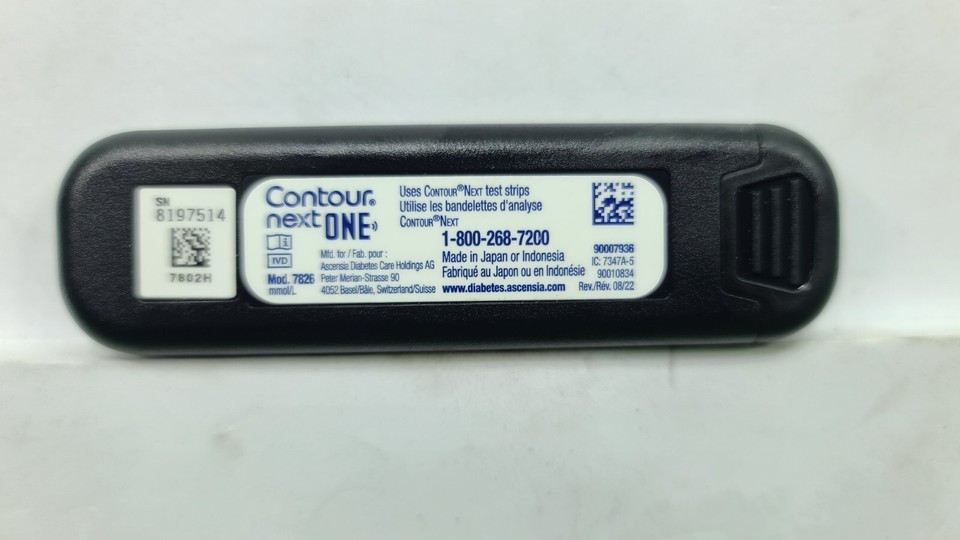 SN
8197514
7802H
Contour®
next ONE
IVD
Mod. 7826
mmol/L
Mfd. for / Fab. pour :
Ascensia Diabetes Care Holdings AG
Peter Merian-Strasse 90
4052 Basel/Bâle, Switzerland/Suisse
Uses CONTOUR®NEXT test strips
Utilise les bandelettes d'analyse
CONTOUR®NEXT
1-800-268-7200
Made in Japan or Indonesia
Fabriqué au Japon ou en Indonésie
www.diabetes.ascensia.com
90007936
IC: 7347A-5
90010834
Rev./Rév. 08/22